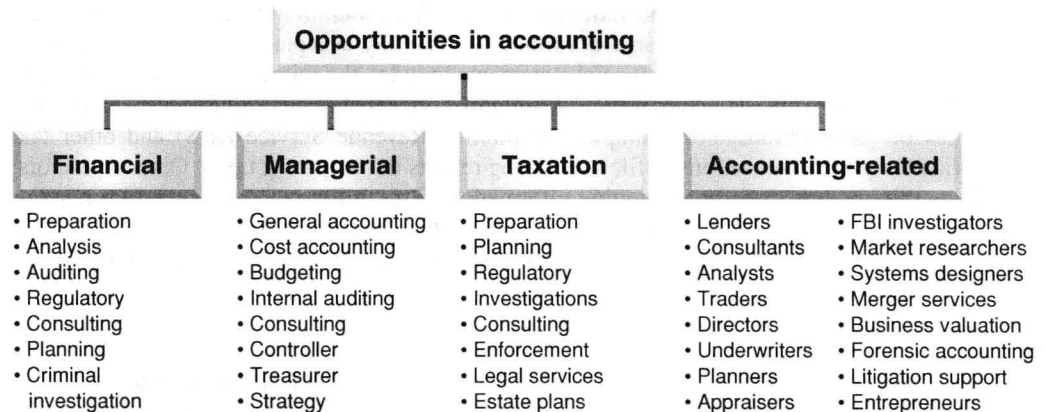 Opportunities in accounting
Financial
• Preparation
• Analysis
• Auditing
• Regulatory
• Consulting
• Planning
• Criminal
investigation
Managerial
• General accounting
• Cost accounting
• Budgeting
• Internal auditing
• Consulting
• Controller
• Treasurer
• Strategy
Taxation
• Preparation
• Planning
• Regulatory
• Investigations
• Consulting
• Enforcement
• Legal services
• Estate plans
Accounting-related
• Lenders
• Consultants
• Analysts
• Traders
• Directors
• Underwriters
• Planners
• Appraisers
• FBI investigators
• Market researchers
• Systems designers
• Merger services
• Business valuation
• Forensic accounting
• Litigation support
• Entrepreneurs